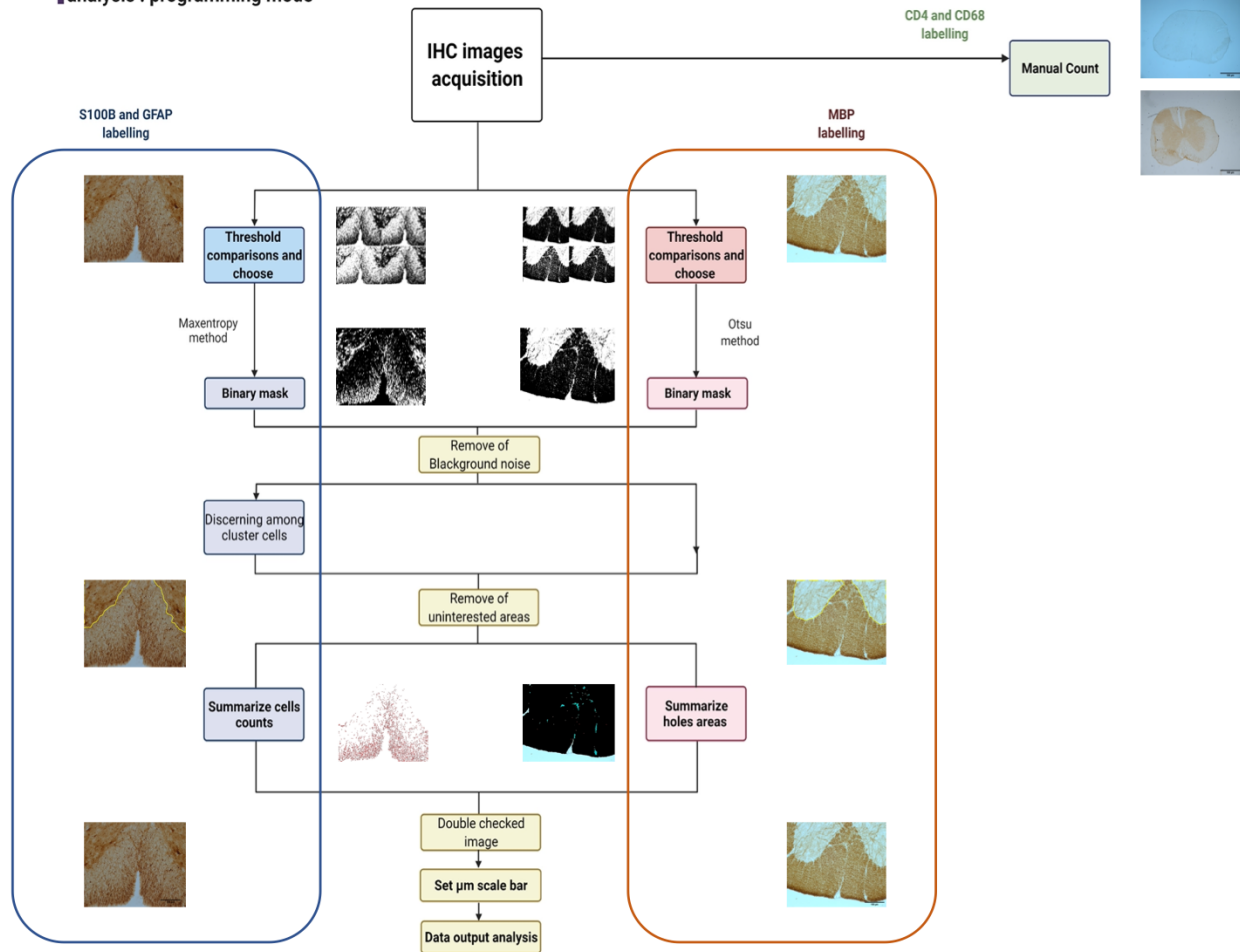 analysis : programming mode
CD4 and CD68
labelling
IHC images
acquisition
Manual Count
S100B and GFAP
labelling
MBP
labelling
Threshold
comparisons and
choose
Threshold
comparisons and
choose
Maxentropy
method
Otsu
method
Binary mask
Binary mask
Remove of
Blackground noise
Discerning among
cluster cells
Remove of
uninterested areas
Summarize cells
counts
Summarize
holes areas
Double checked
image
Set µm scale bar
Data output analysis